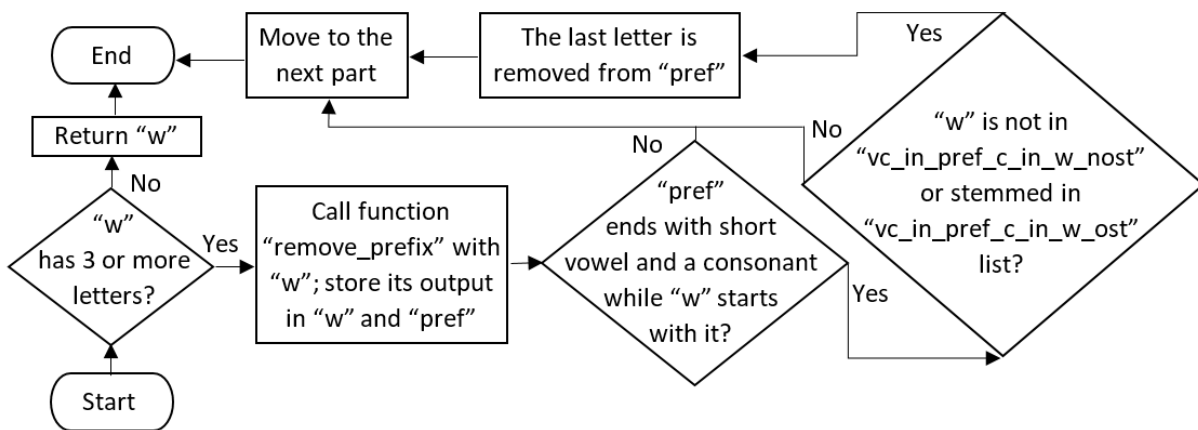 End
Return “w”
No
“w”
has 3 or more
letters?
Start
Yes
Call function
“remove_prefix” with
“w”; store its output
in “w” and “pref”
Move to the
next part
The last letter is
removed from “pref”
No
“pref”
ends with short
vowel and a consonant
while “w” starts
with it?
Yes
Yes
No
“w” is not in
“vc_in_pref_c_in_w_nost”
or stemmed in
“vc_in_pref_c_in_w_ost”
list?